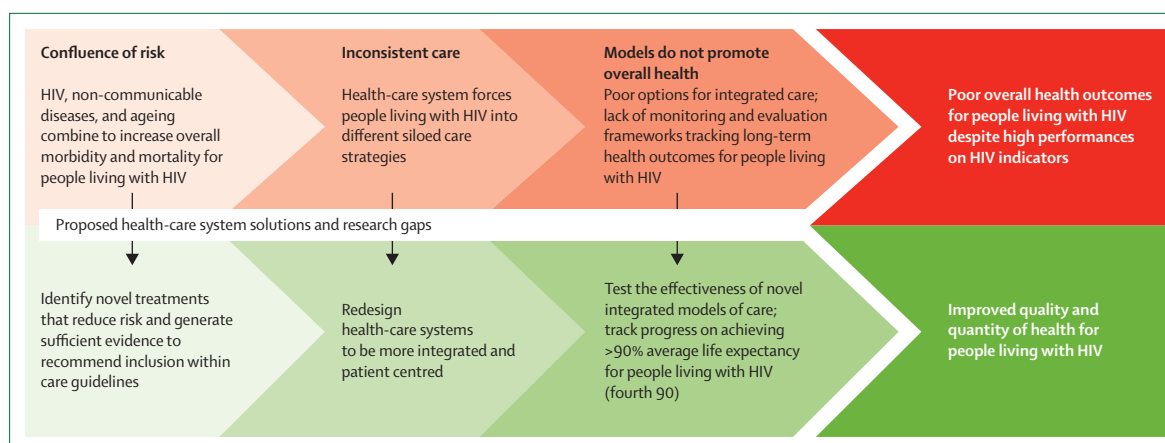 Confluence of risk
HIV, non-communicable
diseases, and ageing
combine to increase overall
morbidity and mortality for
people living with HIV
Inconsistent care
Health-care system forces
people living with HIV into
different siloed care
strategies
Models do not promote
overall health
Poor options for integrated care;
lack of monitoring and evaluation
frameworks tracking long-term
health outcomes for people living
with HIV
Poor overall health outcomes
for people living with HIV
despite high performances
on HIV indicators
Proposed health-care system solutions and research gaps
Identify novel treatments
that reduce risk and generate
sufficient evidence to
recommend inclusion within
care guidelines
Redesign
health-care systems
to be more integrated and
patient centred
Test the effectiveness of novel
integrated models of care;
track progress on achieving
>90% average life expectancy
for people living with HIV
(fourth 90)
Improved quality and
quantity of health for
people living with HIV